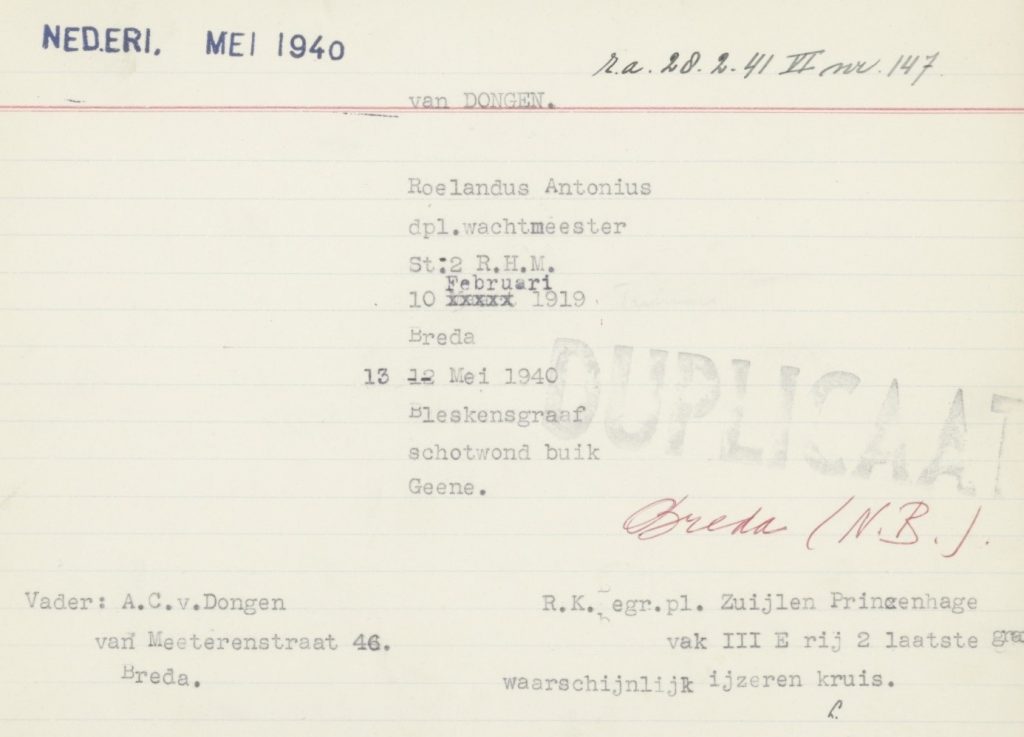 NED.ERI. MEI 1940
r.a. 28.2.41 VI nr. 147.
van DONGEN.
Roelandus Antonius
dpl.wachtmeester
St:2 R.H.M.
Februari
10 xxxxx 1919
Breda
13 12 Mei 1940
Bleskensgraaf
DUPLICAAT
schotwond buik
Geene.
Breda (N.B.).
Vader: A.C.v.Dongen
R.K. egr.pl. Zuijlen Princenhage
van Meeterenstraat 46.
vak III E rij 2 laatste
Breda.
waarschijnlijk ijzeren kruis.